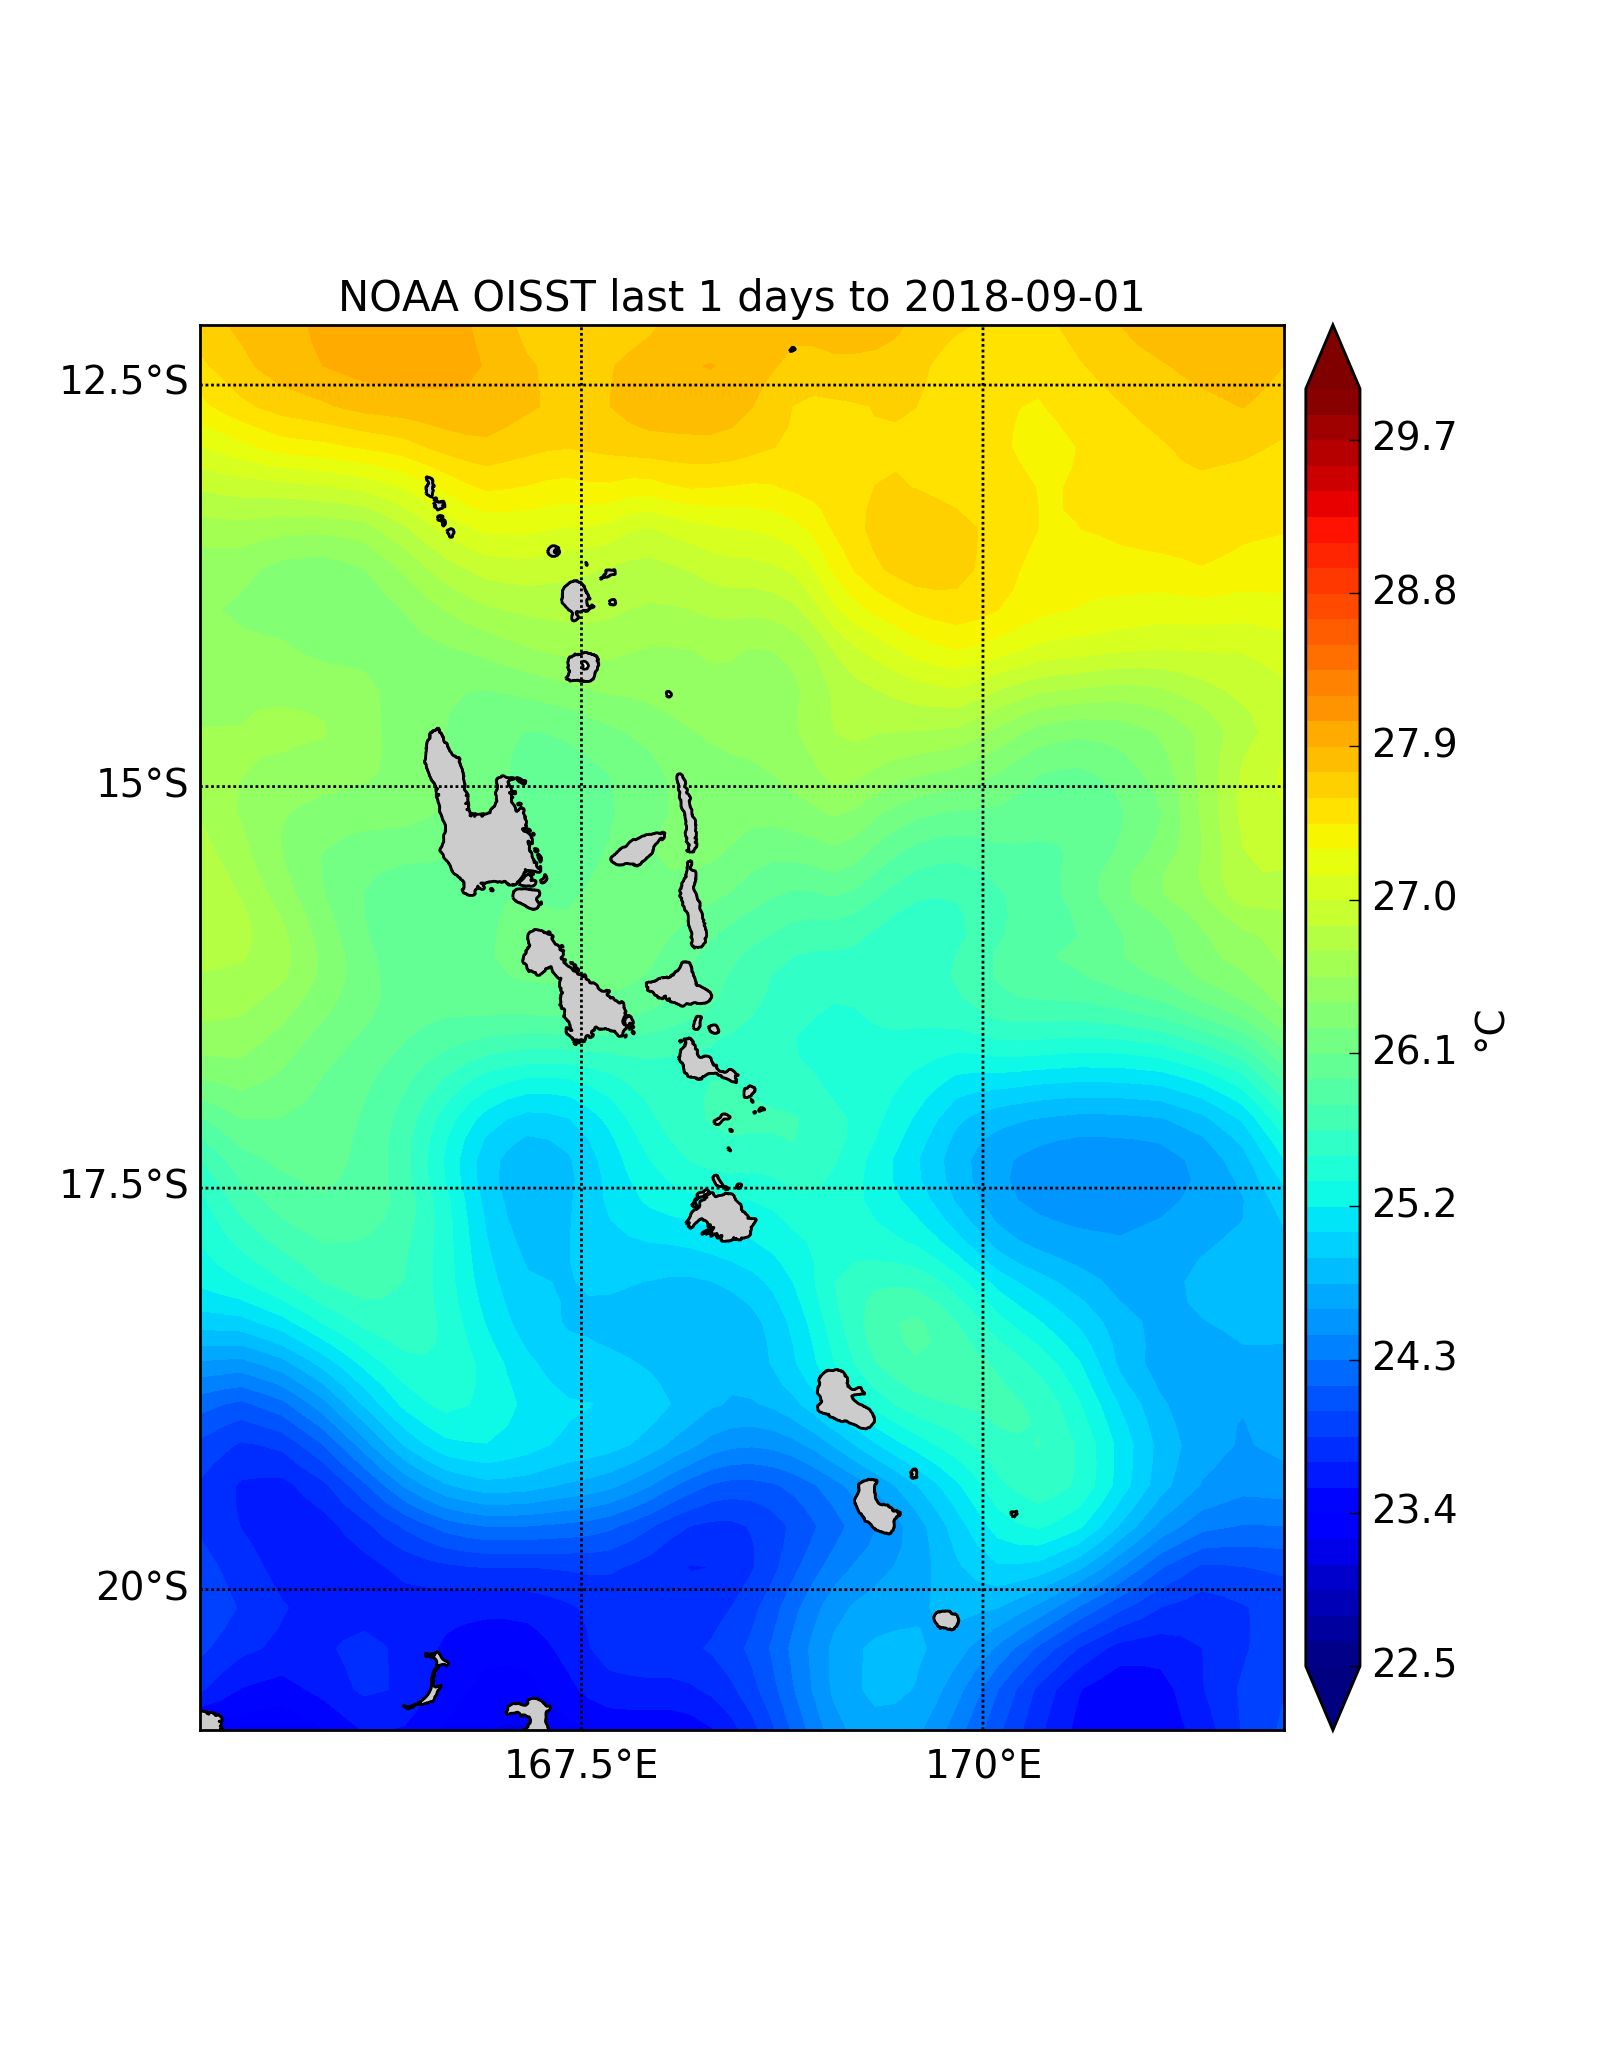 NOAA OISST last 1 days to 2018-09-01
12.5°S
15°S
17.5°S
20°S
167.5°E
170°E
29.7
28.8
27.9
27.0
26.1
25.2
24.3
23.4
22.5
°C